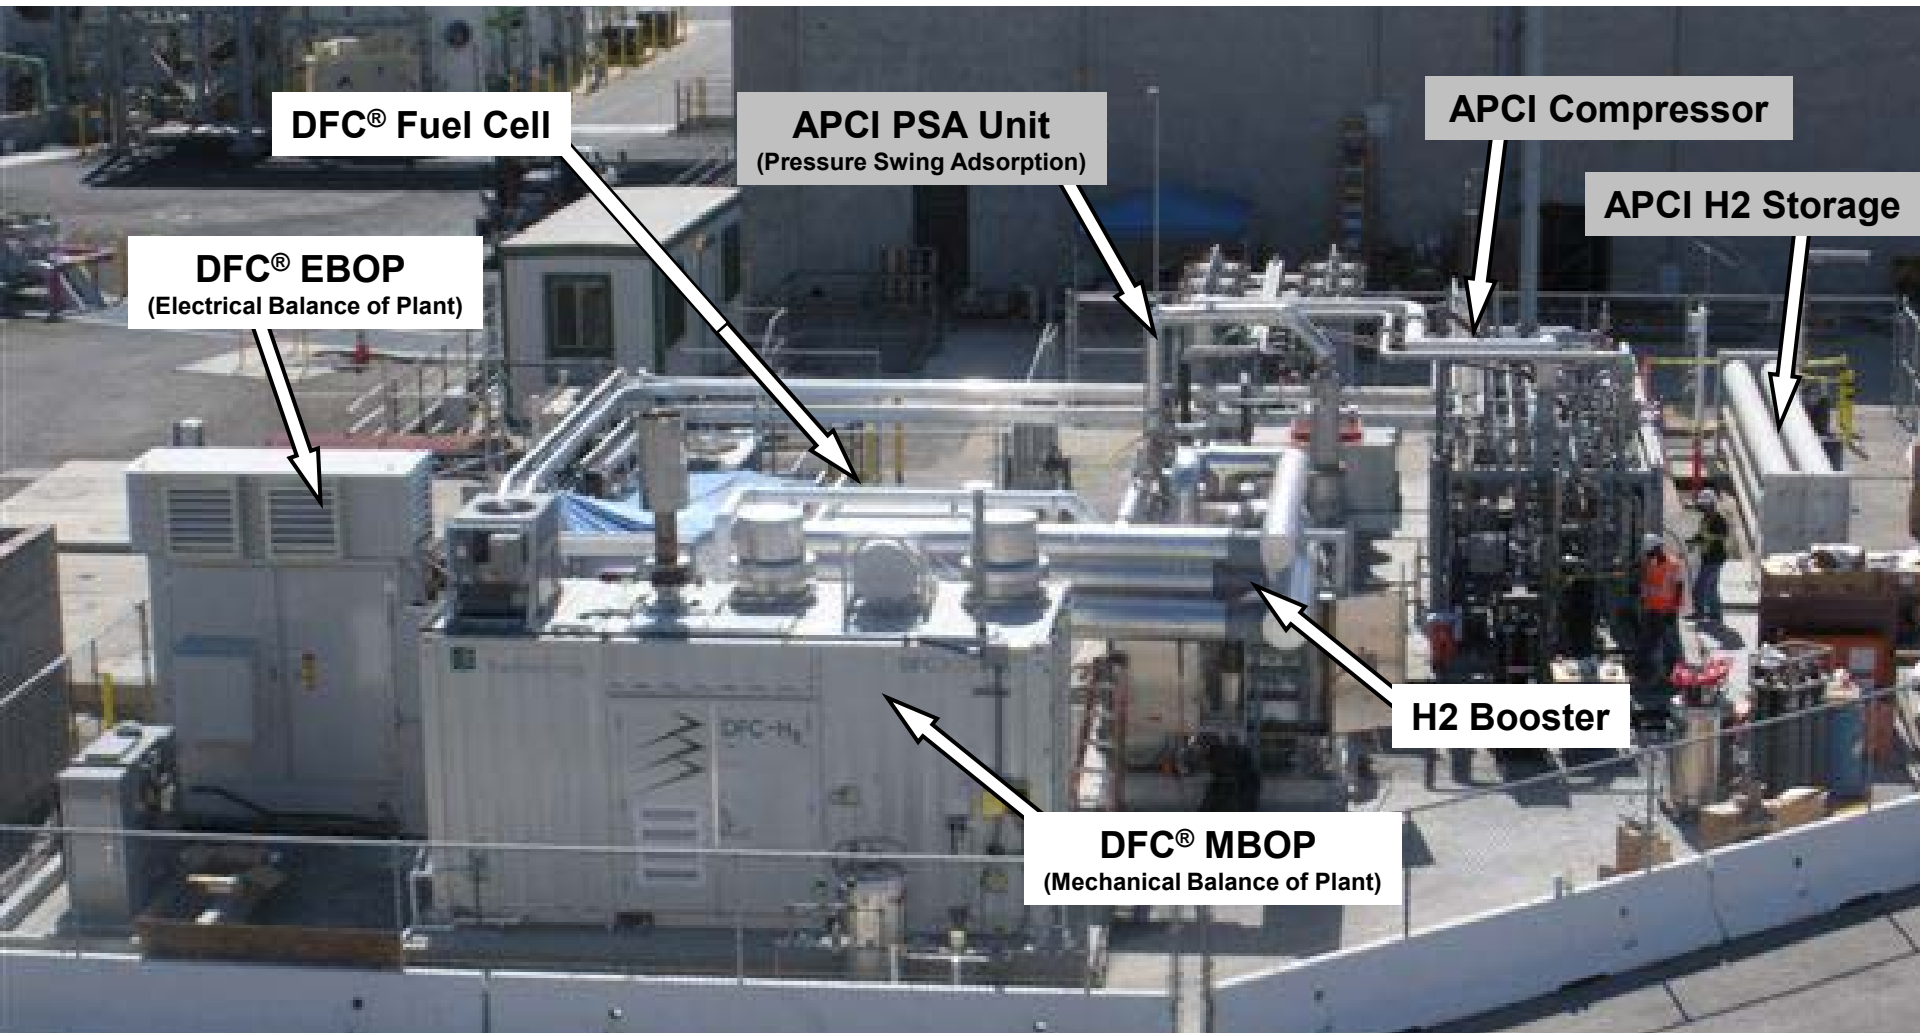 APCI Compressor
DFC® Fuel Cell
APCI PSA Unit
(Pressure Swing Adsorption)
APCI H2 Storage
DFC® EBOP
(Electrical Balance of Plant)
H2 Booster
DFC-H₂
DFC® MBOP
(Mechanical Balance of Plant)